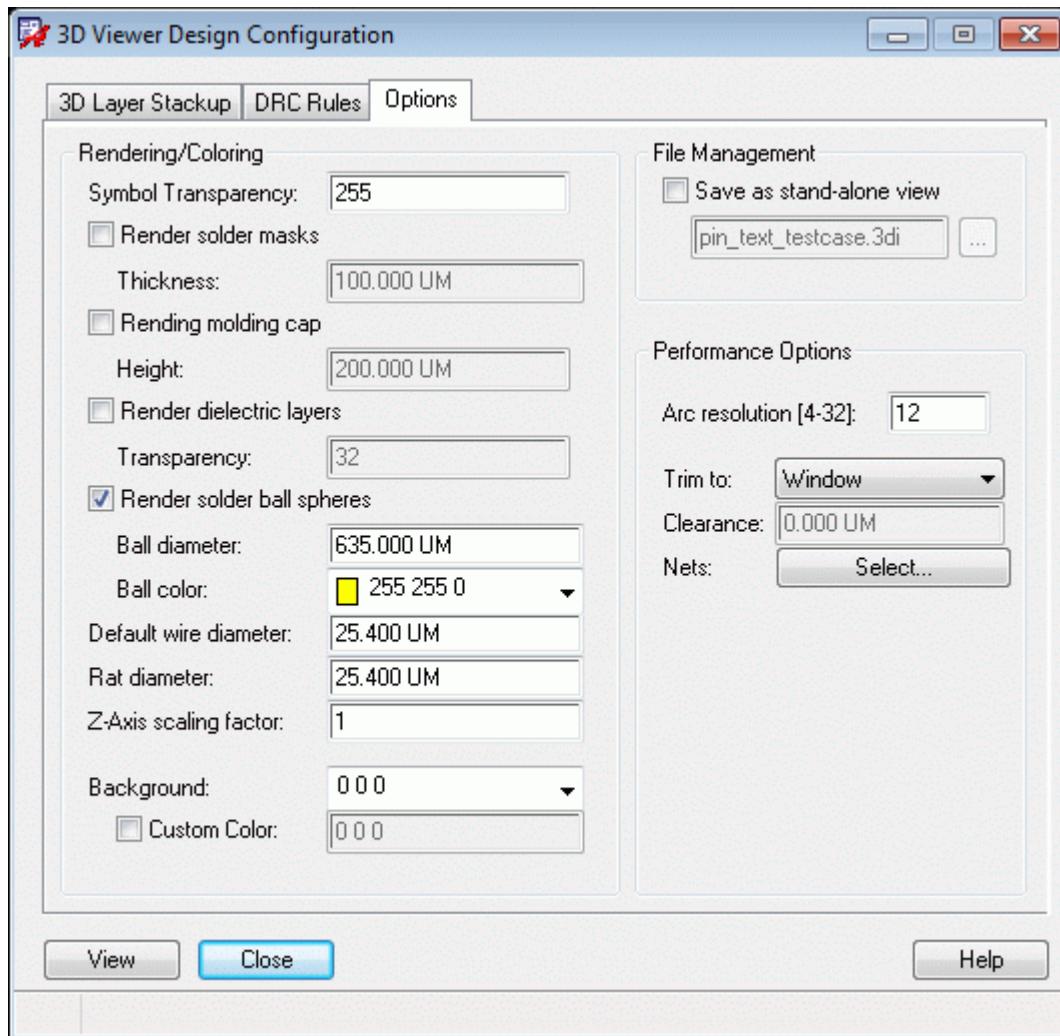 3D Viewer Design Configuration
3D Layer Stackup DRC Rules Options
Rendering/Coloring
Symbol Transparency: 255
Render solder masks
Thickness: 100.000 UM
Rending molding cap
Height: 200.000 UM
Render dielectric layers
Transparency: 32
Render solder ball spheres
Ball diameter: 635.000 UM
Ball color: 255 255 0
Default wire diameter: 25.400 UM
Rat diameter: 25.400 UM
Z-Axis scaling factor: 1
Background: 0 0 0
Custom Color: 0 0 0
File Management
Save as stand-alone view
pin_text_testcase.3di ...
Performance Options
Arc resolution [4-32]: 12
Trim to: Window
Clearance: 0.000 UM
Nets: Select...
View Close Help